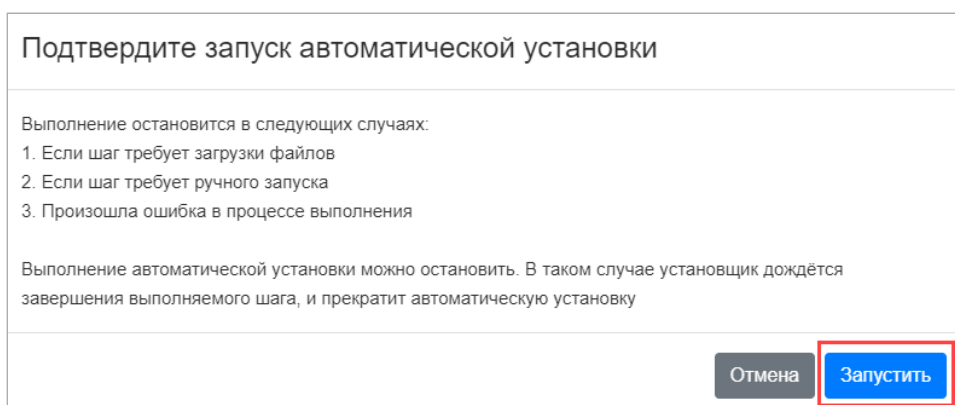 Подтвердите запуск автоматической установки
Выполнение остановится в следующих случаях:
1. Если шаг требует загрузки файлов
2. Если шаг требует ручного запуска
3. Произошла ошибка в процессе выполнения
Выполнение автоматической установки можно остановить. В таком случае установщик дождётся
завершения выполняемого шага, и прекратит автоматическую установку
Отмена
Запустить